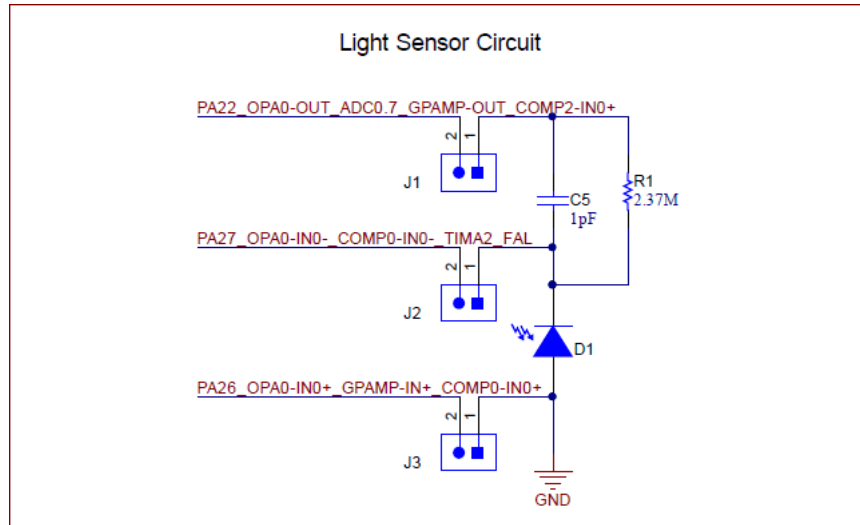 Light Sensor Circuit
PA22_OPA0-OUT_ADC0.7_GPAMP-OUT_COMP2-IN0+
2
1
J1
C5
1pF
R1
2.37M
PA27_OPA0-IN0-_COMP0-IN0-_TIMA2_FAL
2
1
J2
D1
PA26_OPA0-IN0+_GPAMP-IN+_COMP0-IN0+
2
1
J3
GND